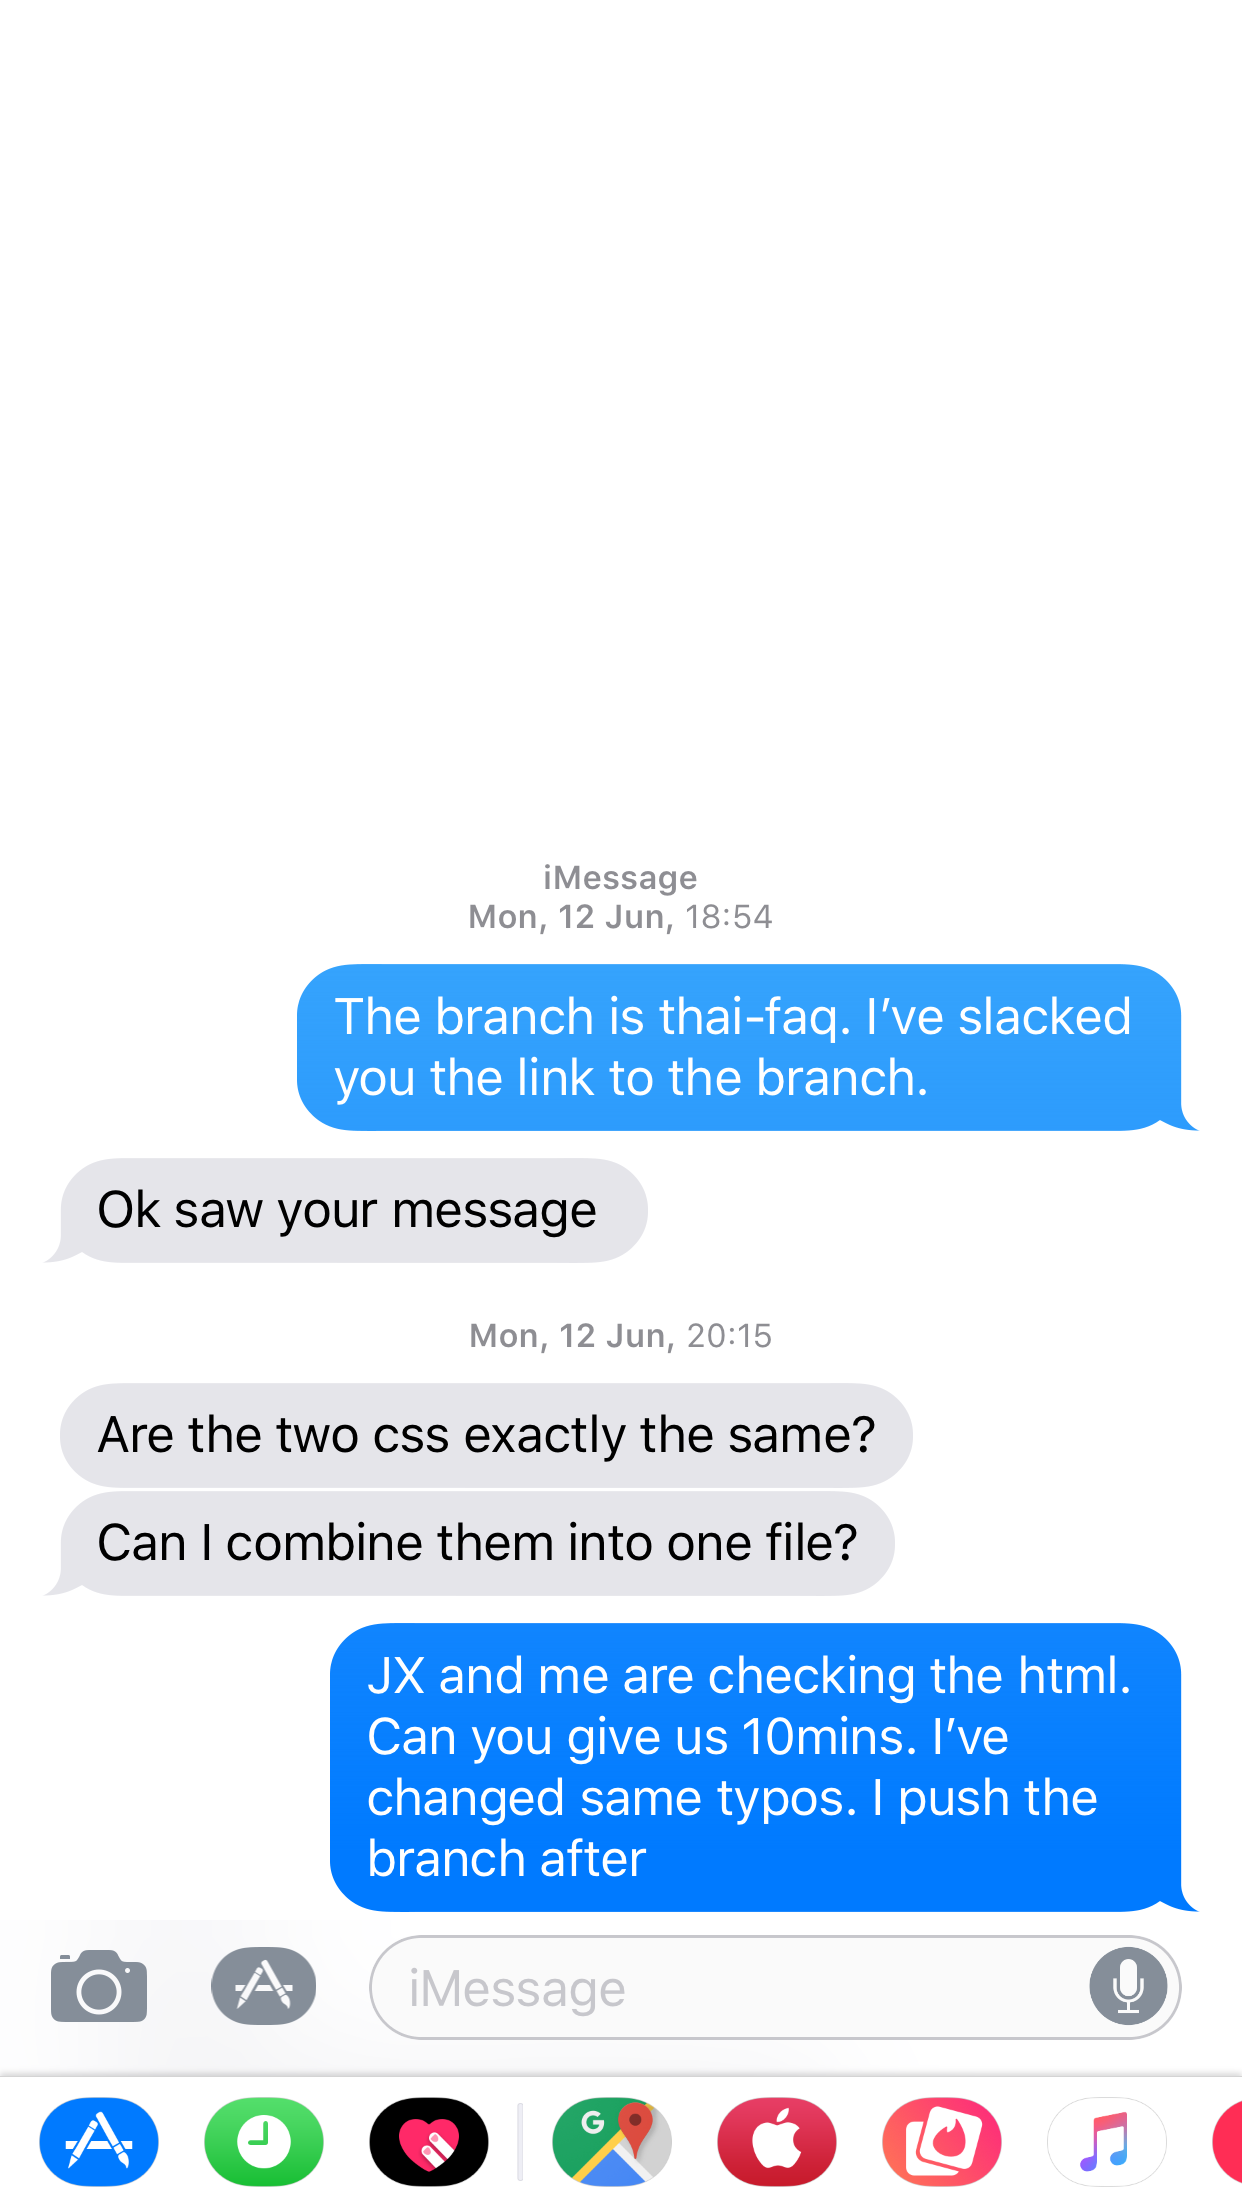 iMessage
Mon, 12 Jun, 18:54
The branch is thai-faq. I’ve slacked
you the link to the branch.
Ok saw your message
Mon, 12 Jun, 20:15
Are the two css exactly the same?
Can I combine them into one file?
JX and me are checking the html.
Can you give us 10mins. I’ve
changed same typos. I push the
branch after
iMessage
G